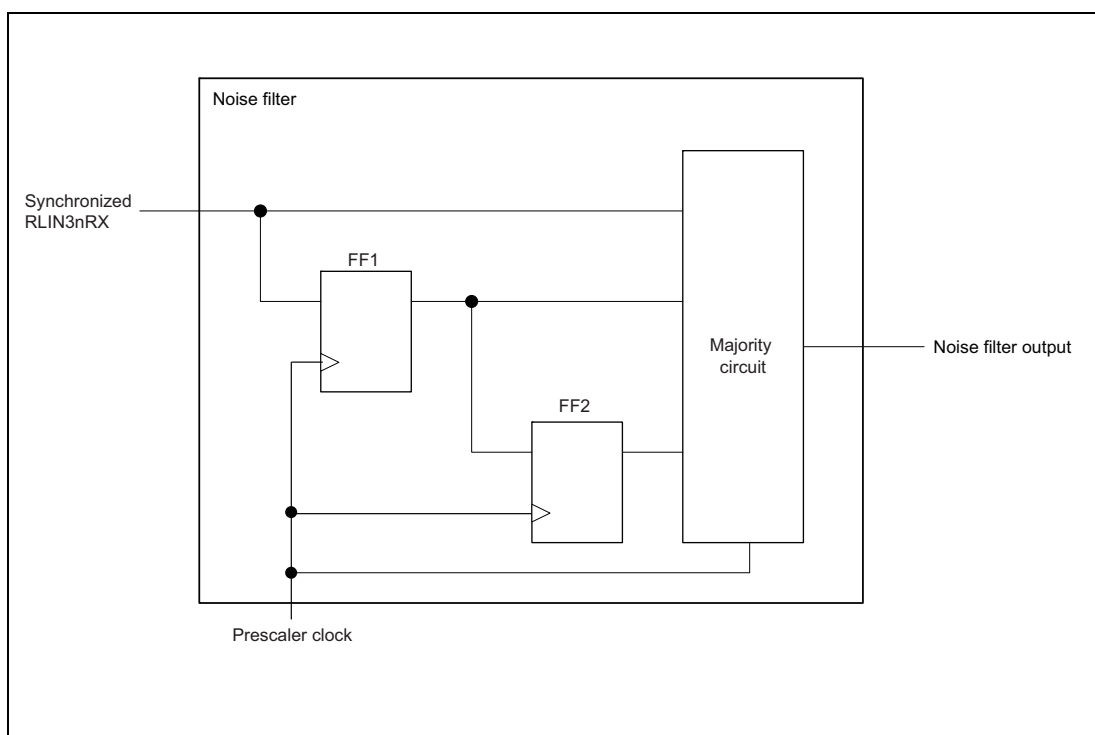 Noise filter
Synchronized
RLIN3nRX
FF1
Majority
circuit
Noise filter output
FF2
Prescaler clock